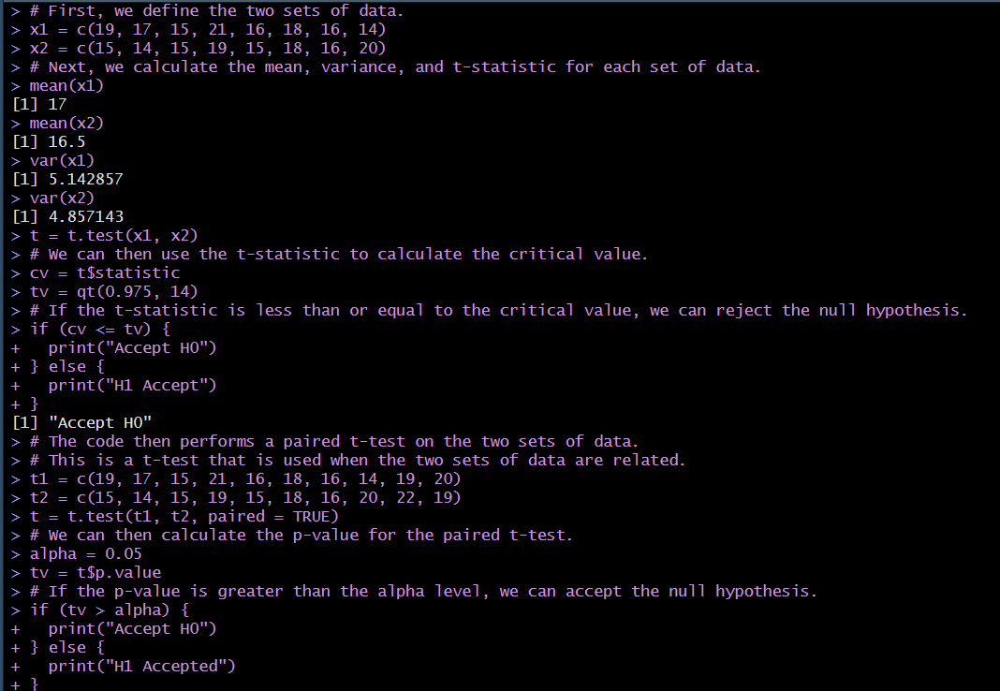 > # First, we define the two sets of data.
> x1 = c(19, 17, 15, 21, 16, 18, 16, 14)
> x2 = c(15, 14, 15, 19, 15, 18, 16, 20)
> # Next, we calculate the mean, variance, and t-statistic for each set of data.
> mean(x1)
[1] 17
> mean(x2)
[1] 16.5
> var(x1)
[1] 5.142857
> var(x2)
[1] 4.857143
> t = t.test(x1, x2)
> # We can then use the t-statistic to calculate the critical value.
> cv = t$statistic
> tv = qt(0.975, 14)
> # If the t-statistic is less than or equal to the critical value, we can reject the null hypothesis.
> if (cv <= tv) {
+   print("Accept H0")
+ } else {
+   print("H1 Accept")
+ }
[1] "Accept H0"
> # The code then performs a paired t-test on the two sets of data.
> # This is a t-test that is used when the two sets of data are related.
> t1 = c(19, 17, 15, 21, 16, 18, 16, 14, 19, 20)
> t2 = c(15, 14, 15, 19, 15, 18, 16, 20, 22, 19)
> t = t.test(t1, t2, paired = TRUE)
> # We can then calculate the p-value for the paired t-test.
> alpha = 0.05
> tv = t$p.value
> # If the p-value is greater than the alpha level, we can accept the null hypothesis.
> if (tv > alpha) {
+   print("Accept H0")
+ } else {
+   print("H1 Accepted")
+ }